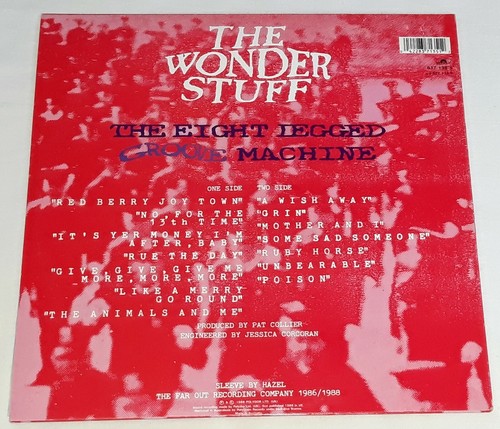 THE
WONDER
STUFF
THE EIGHT LEGGED
GROOVE MACHINE
ONE SIDE TWO SIDE
"RED BERRY JOY TOWN"
"NO, FOR THE
13th TIME"
"IT'S YER MONEY I'M
AFTER, BABY"
"RUE THE DAY"
"GIVE, GIVE, GIVE ME
MORE, MORE, MORE"
"LIKE A MERRY
GO ROUND"
"THE ANIMALS AND ME"
"A WISH AWAY"
"GRIN"
"MOTHER AND I"
"SOME SAD SOMEONE"
"RUBY HORSE"
"UNBEARABLE"
"POISON"
PRODUCED BY PAT COLLIER
ENGINEERED BY JESSICA CORCORAN
SLEEVE BY HAZEL
THE FAR OUT RECORDING COMPANY 1986/1988